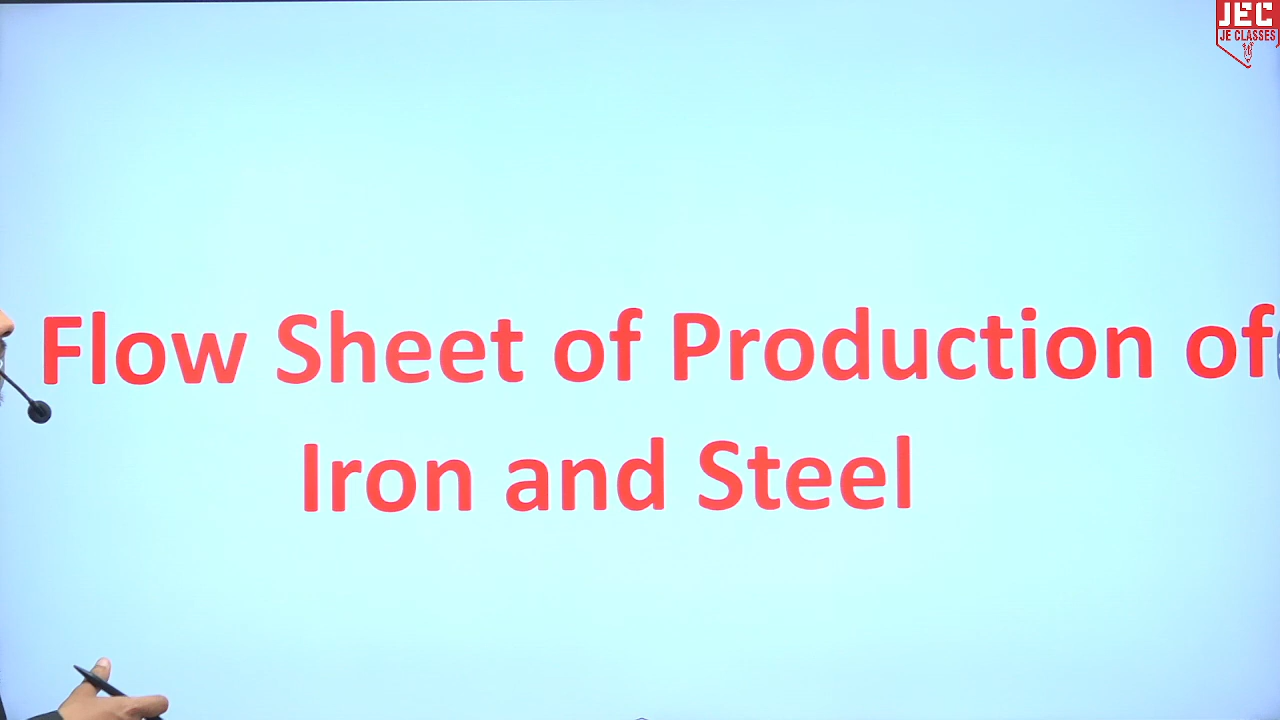 JEC
JE CLASSES
Flow Sheet of Production of
Iron and Steel